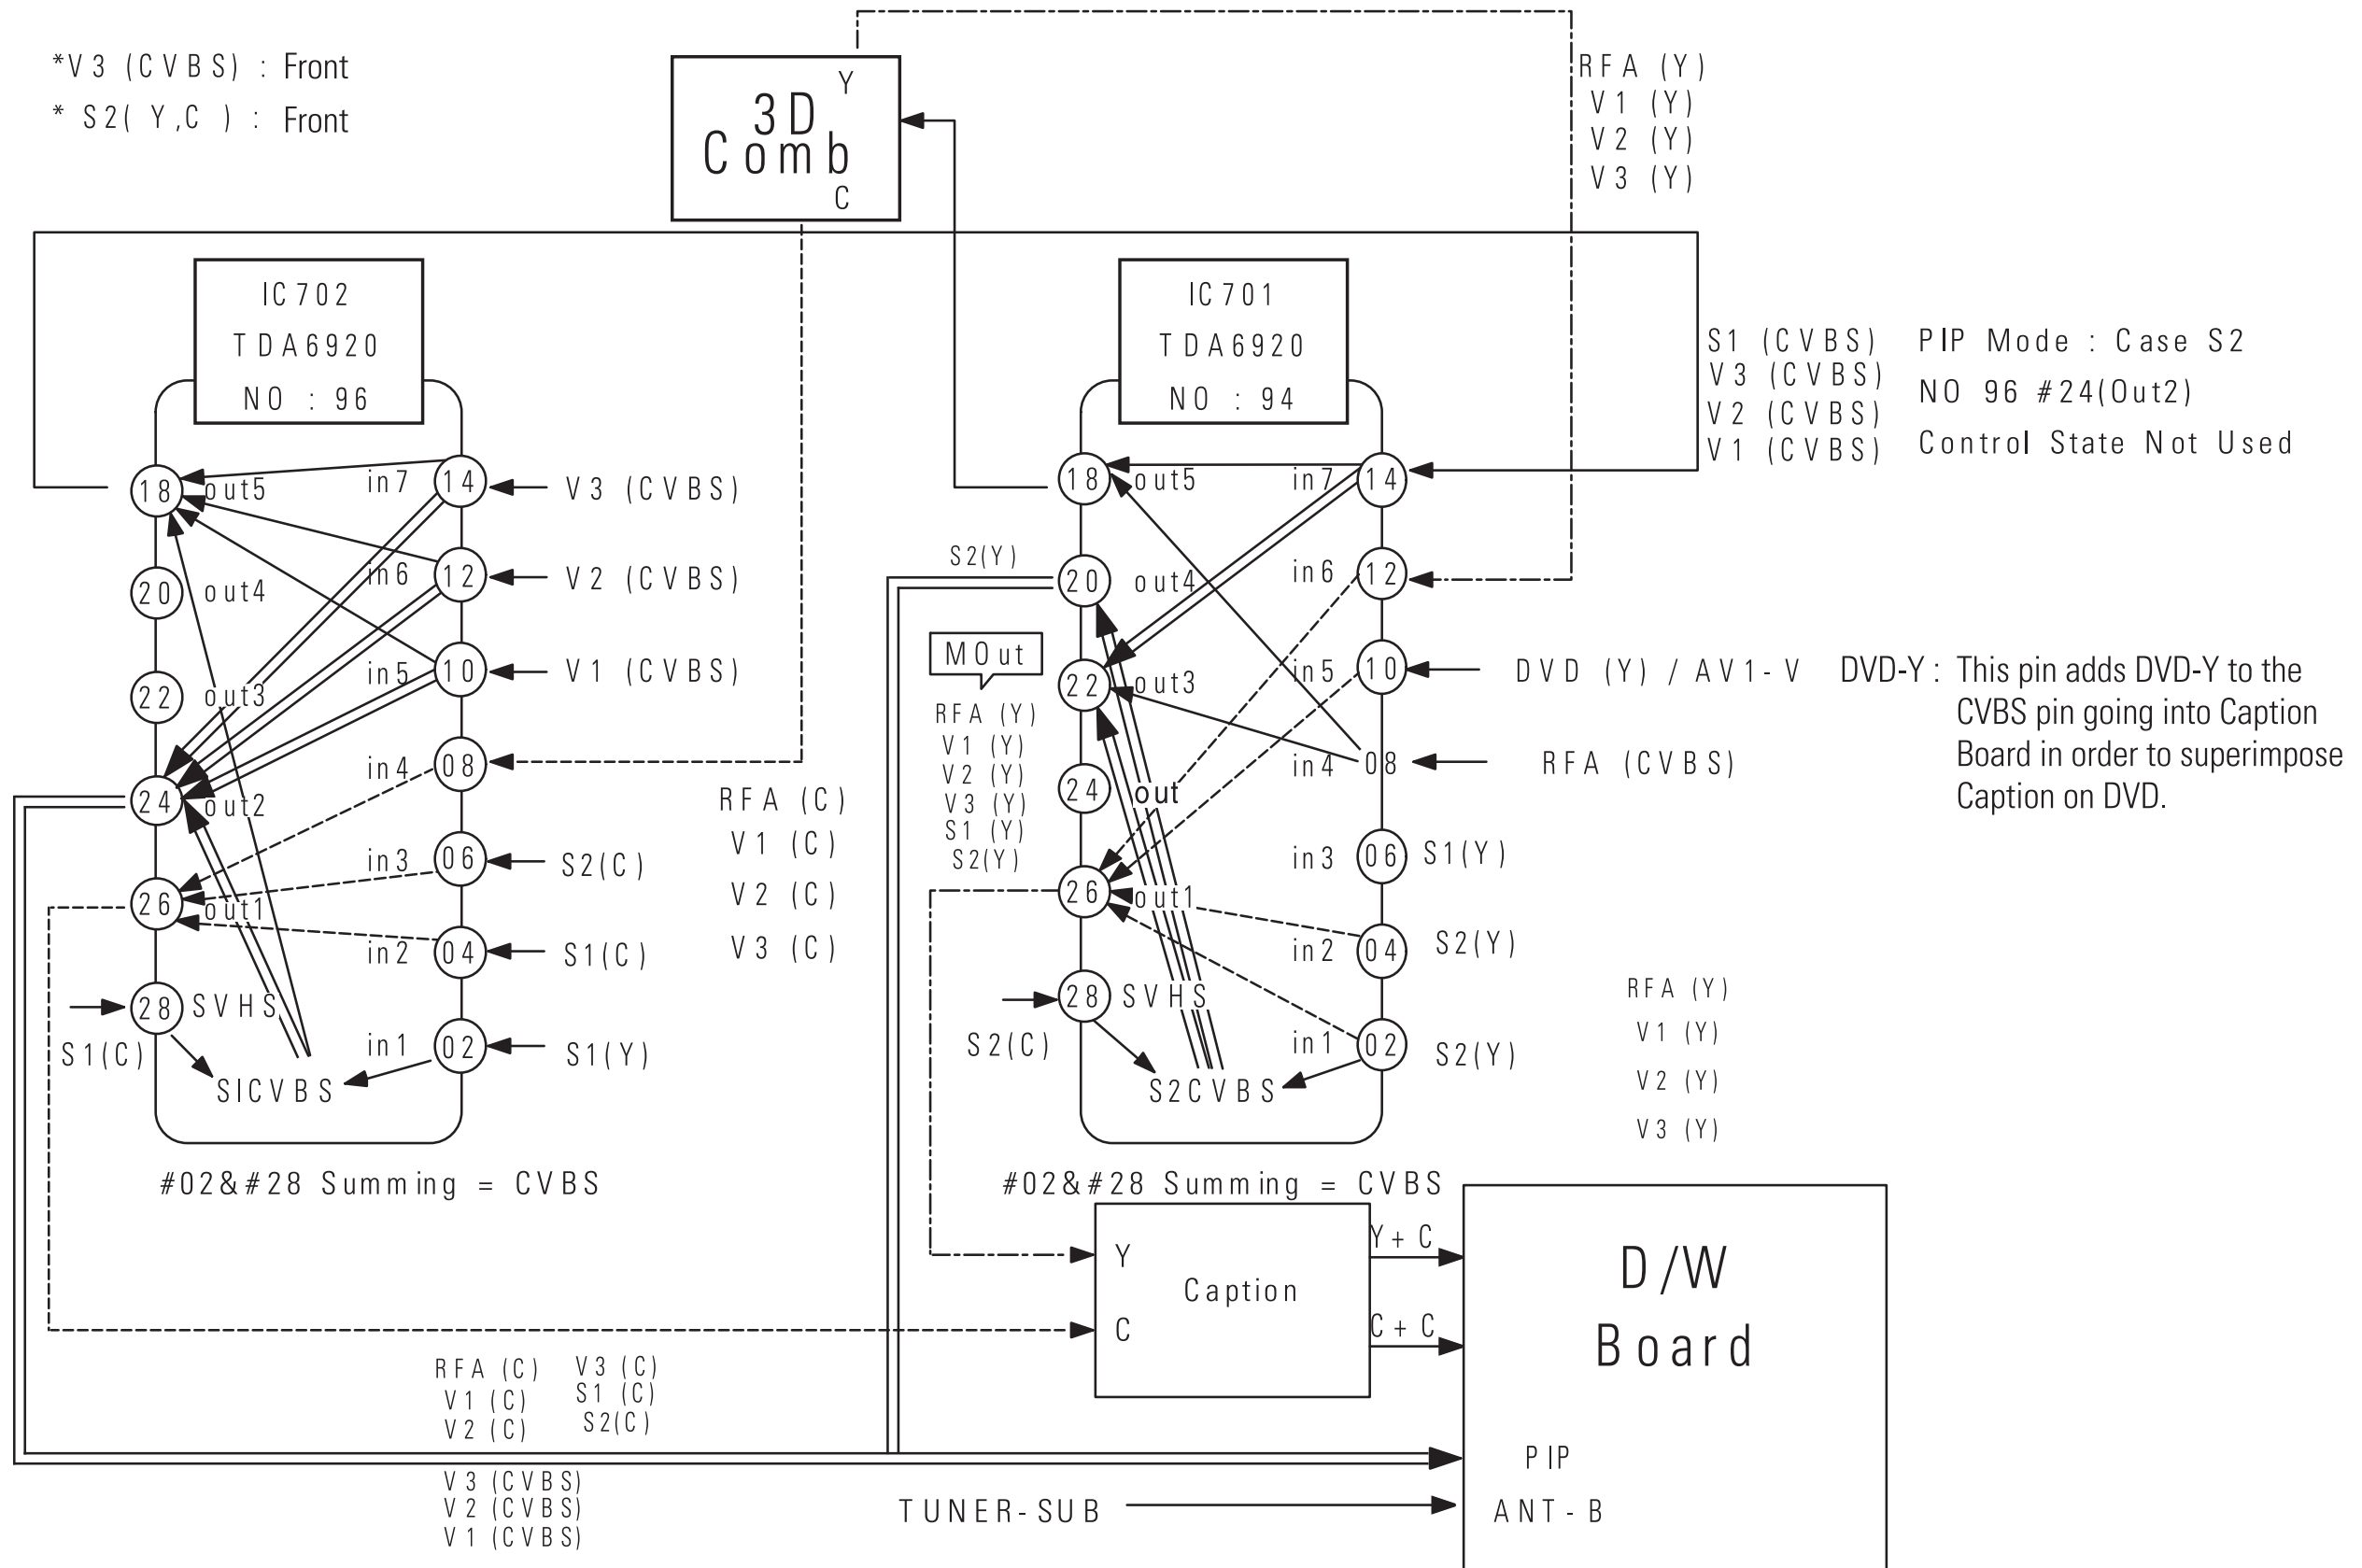 *V3 (CVBS) : Front
* S2( Y,C ) : Front
Y
3D
Comb
C
RFA (Y)
V1 (Y)
V2 (Y)
V3 (Y)
IC702
TDA6920
NO : 96
IC701
TDA6920
NO : 94
S1 (CVBS)
V3 (CVBS)
V2 (CVBS)
V1 (CVBS)
PIP Mode : Case S2
NO 96 #24(Out2)
Control State Not Used
18 out5
in7 14
V3 (CVBS)
20 out4
in6 12
V2 (CVBS)
22 out3
in5 10
V1 (CVBS)
24 out2
in4 08
26 out1
in3 06
S2(C)
in2 04
S1(C)
28 SVHS
S1(C)
in1 02
S1(Y)
SICVBS
#02&#28 Summing = CVBS
RFA (C)
V1 (C)
V2 (C)
V3 (C)
18 out5
in7 14
S2(Y)
20 out4
in6 12
MOut
RFA (Y)
V1 (Y)
V2 (Y)
V3 (Y)
S1 (Y)
S2(Y)
22 out3
in5 10
DVD (Y) / AV1-V
DVD-Y : This pin adds DVD-Y to the
CVBS pin going into Caption
Board in order to superimpose
Caption on DVD.
24 out
in4 08
RFA (CVBS)
26 out1
in3 06
S1(Y)
in2 04
S2(Y)
28 SVHS
S2(C)
in1 02
S2(Y)
S2CVBS
#02&#28 Summing = CVBS
RFA (Y)
V1 (Y)
V2 (Y)
V3 (Y)
Y
Caption
C
Y+ C
C+ C
D/W
Board
PIP
ANT-B
RFA (C)
V1 (C)
V2 (C)
V3 (C)
S1 (C)
S2(C)
V3 (CVBS)
V2 (CVBS)
V1 (CVBS)
TUNER-SUB